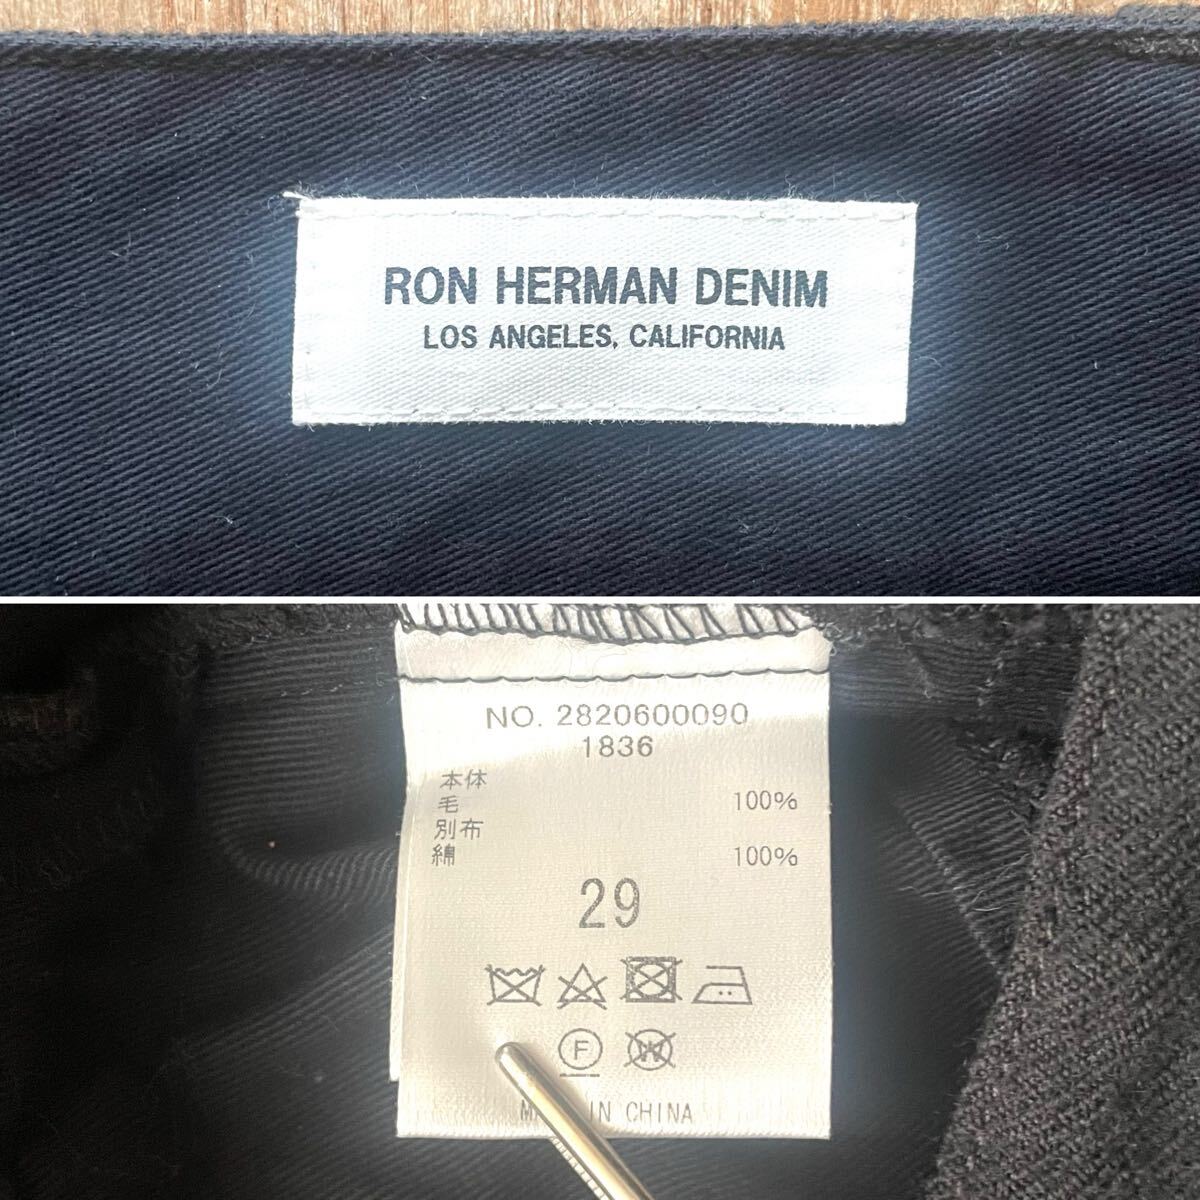 RON HERMAN DENIM
LOS ANGELES, CALIFORNIA
NO. 2820600090
1836
本体
毛 100%
別布
綿 100%
29
F W
IN CHINA